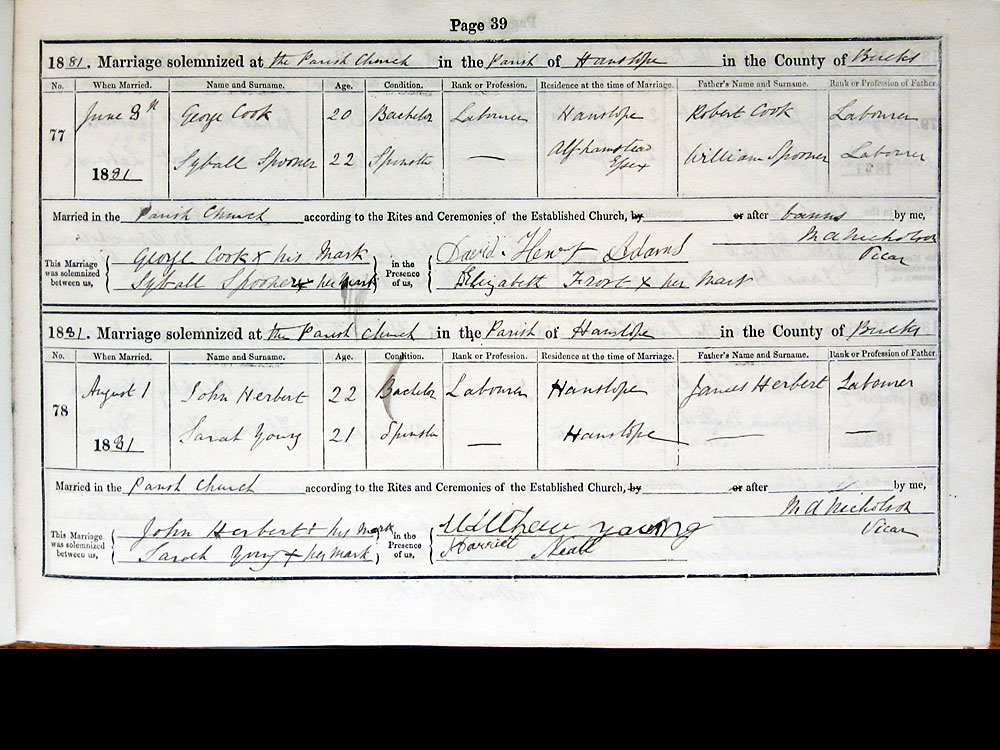 Page 39
1881. Marriage solemnized at the Parish Church in the Parish of Hanslope in the County of Bucks
No. When Married. Name and Surname. Age. Condition. Rank or Profession. Residence at the time of Marriage. Father's Name and Surname. Rank or Profession of Father.
77 June 8th George Cook 20 Bachelor Labourer Hanslope Robert Cook Labourer
1881 Syball Spooner 22 Spinster — Alphamstead Essex William Spooner Labourer
Married in the Parish Church according to the Rites and Ceremonies of the Established Church, by or after banns by me,
M A Nicholson
Vicar
This Marriage was solemnized between us, George Cook x his Mark in the Presence of us, David Henry Adams
Syball Spooner x her Mark Elizabeth Frost x her Mark
1881. Marriage solemnized at the Parish Church in the Parish of Hanslope in the County of Bucks
No. When Married. Name and Surname. Age. Condition. Rank or Profession. Residence at the time of Marriage. Father's Name and Surname. Rank or Profession of Father.
78 August 1 John Herbert 22 Bachelor Labourer Hanslope James Herbert Labourer
1881 Sarah Young 21 Spinster — Hanslope — —
Married in the Parish Church according to the Rites and Ceremonies of the Established Church, by or after by me,
M A Nicholson
Vicar
This Marriage was solemnized between us, John Herbert + his Mark in the Presence of us, Matthew Young
Sarah Young + her Mark Harriet Neall